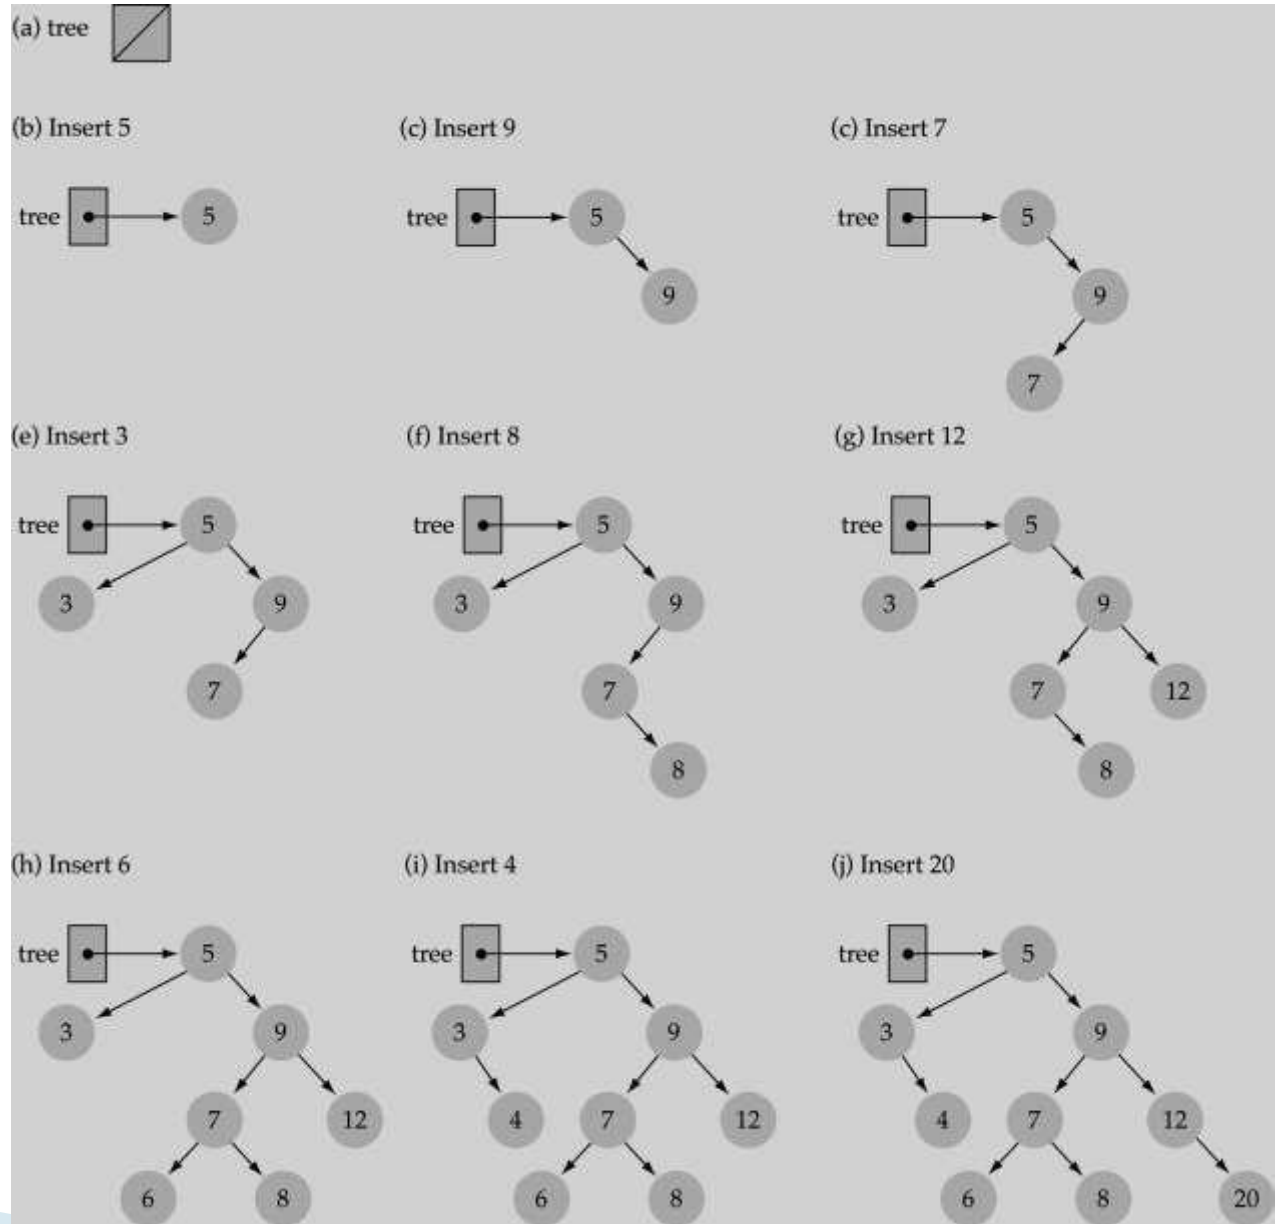 (a) tree
(b) Insert 5
(c) Insert 9
(c) Insert 7
tree 5
tree 5
9
tree 5
9
7
(e) Insert 3
(f) Insert 8
(g) Insert 12
tree 5
3 9
7
tree 5
3 9
7
8
tree 5
3 9
7 12
8
(h) Insert 6
(i) Insert 4
(j) Insert 20
tree 5
3 9
7 12
6 8
tree 5
3 9
4 7 12
6 8
tree 5
3 9
4 7 12
6 8 20